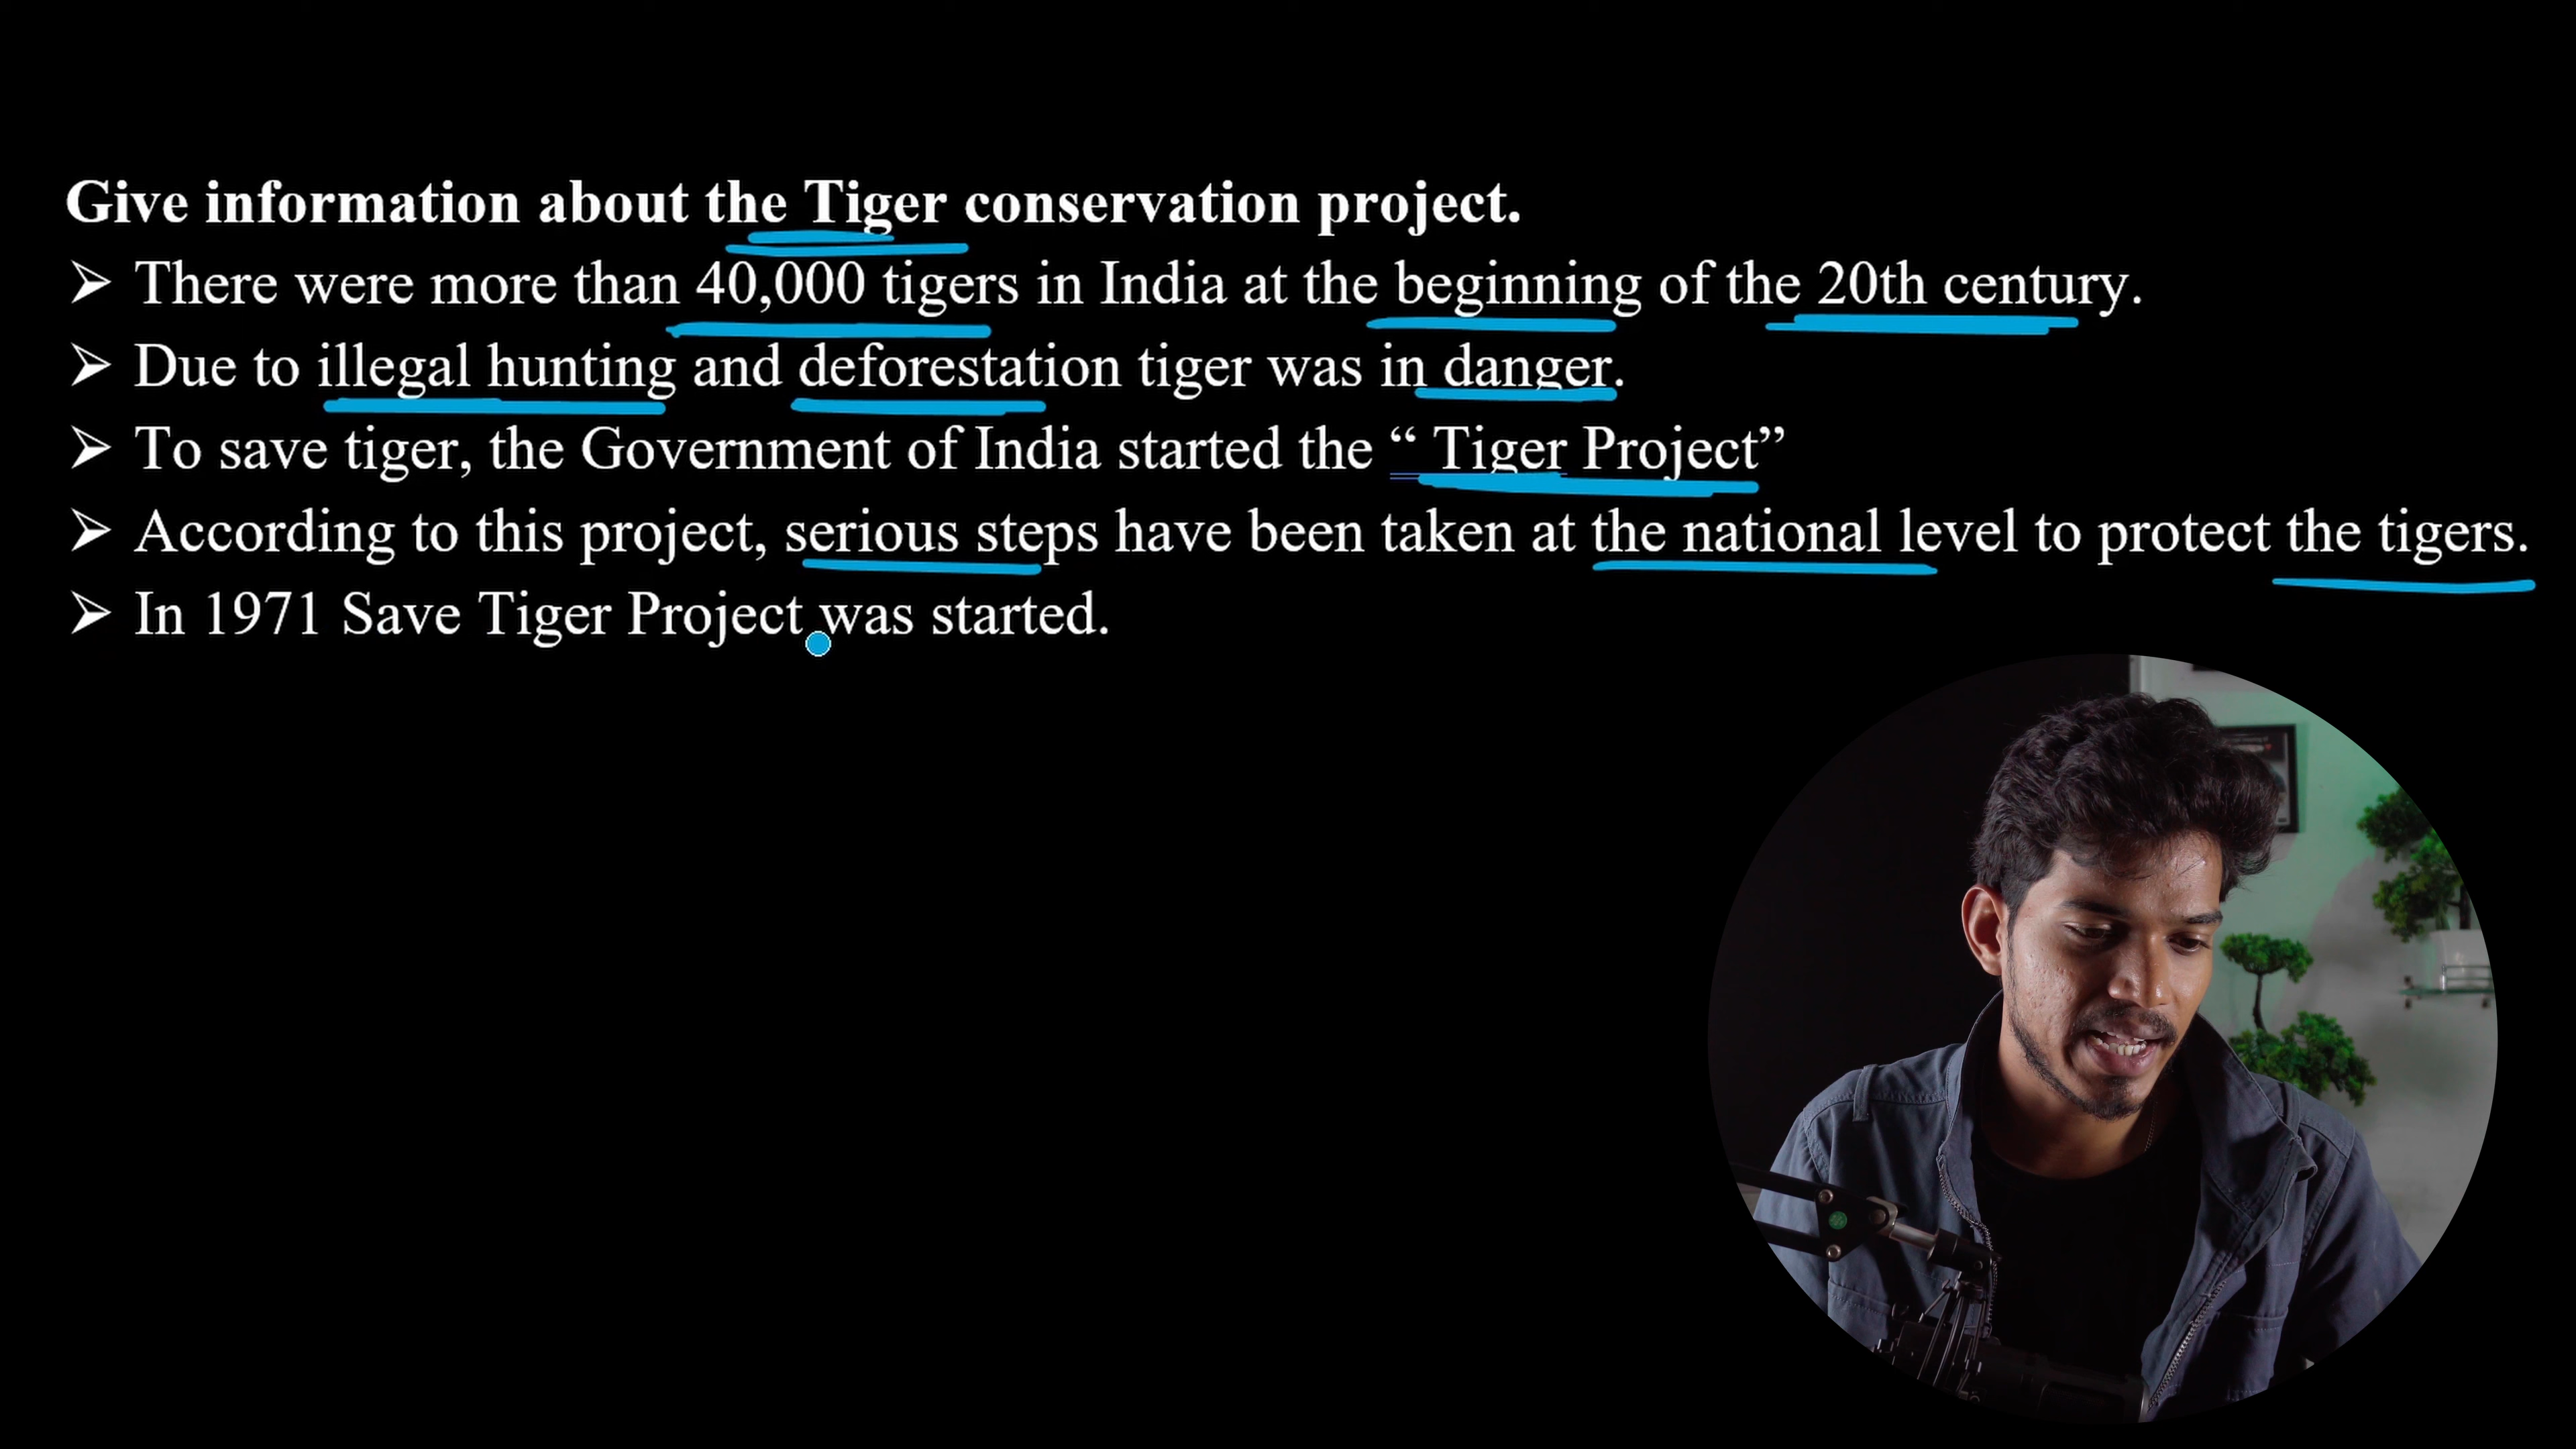 Give information about the Tiger conservation project.
➢ There were more than 40,000 tigers in India at the beginning of the 20th century.
➢ Due to illegal hunting and deforestation tiger was in danger.
➢ To save tiger, the Government of India started the “ Tiger Project”
➢ According to this project, serious steps have been taken at the national level to protect the tigers.
➢ In 1971 Save Tiger Project was started.